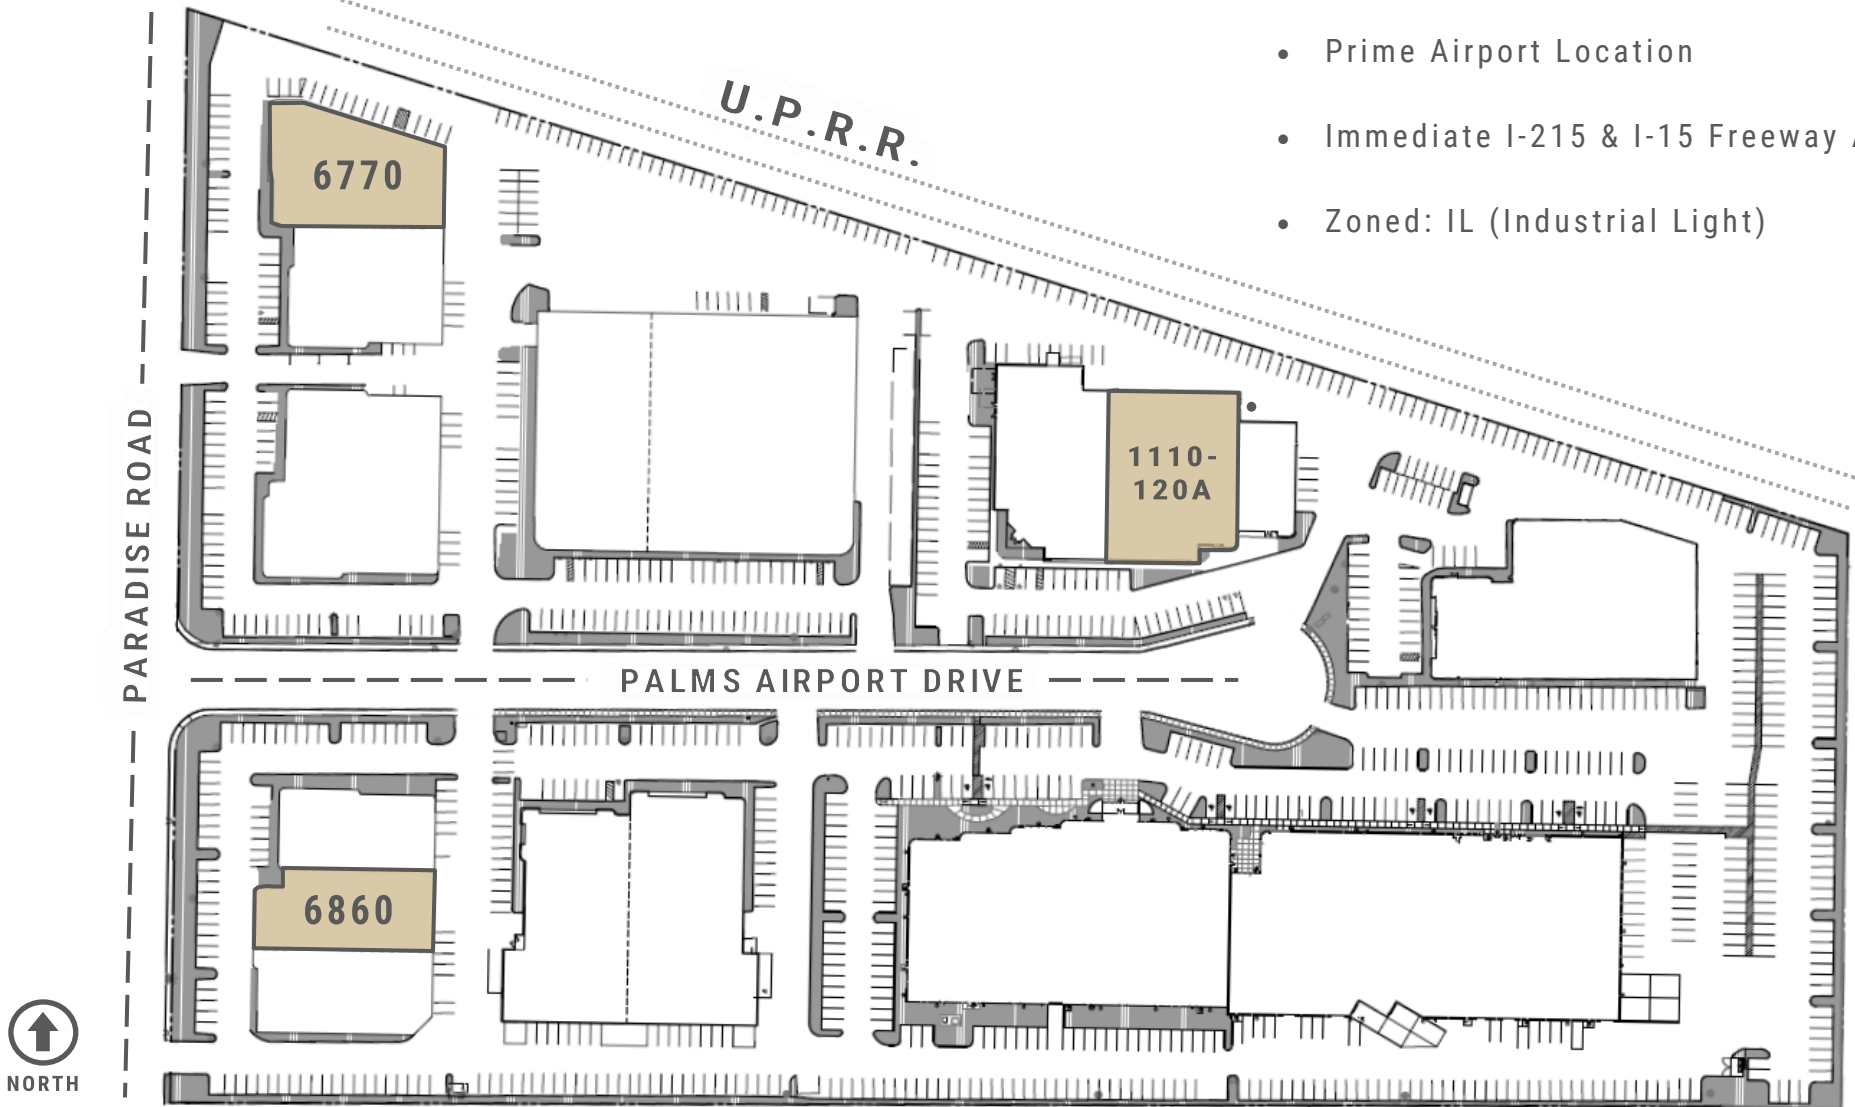 Prime Airport Location
Immediate I-215 & I-15 Freeway
Zoned: IL (Industrial Light)
U.P.R.R.
6770
1110-
120A
PARADISE ROAD
PALMS AIRPORT DRIVE
6860
NORTH